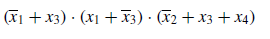 (x̅1 + x3) · (x1 + x̅3) · (x̅2 + x3 + x4)